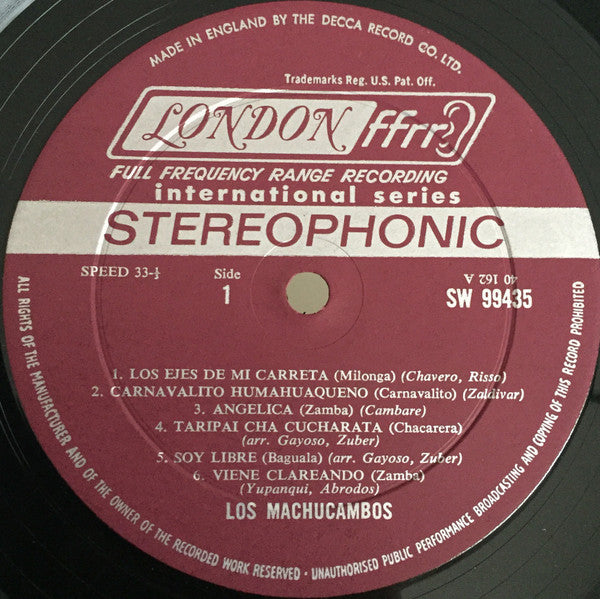 MADE IN ENGLAND BY THE DECCA RECORD CO. LTD.
Trademarks Reg. U.S. Pat. Off.
LONDON ffrr
FULL FREQUENCY RANGE RECORDING
international series
STEREOPHONIC
SPEED 33-⅓
Side
1
40 162 A
SW 99435
1. LOS EJES DE MI CARRETA (Milonga) (Chavero, Risso)
2. CARNAVALITO HUMAHUAQUENO (Carnavalito) (Zaldivar)
3. ANGELICA (Zamba) (Cambare)
4. TARIPAI CHA CUCHARATA (Chacarera)
(arr. Gayoso, Zuber)
5. SOY LIBRE (Baguala) (arr. Gayoso, Zuber)
6. VIENE CLAREANDO (Zamba)
(Yupanqui, Abrodos)
LOS MACHUCAMBOS
ALL RIGHTS OF THE MANUFACTURER AND OF THE OWNER OF THE RECORDED WORK RESERVED · UNAUTHORISED PUBLIC PERFORMANCE BROADCASTING AND COPYING OF THIS RECORD PROHIBITED